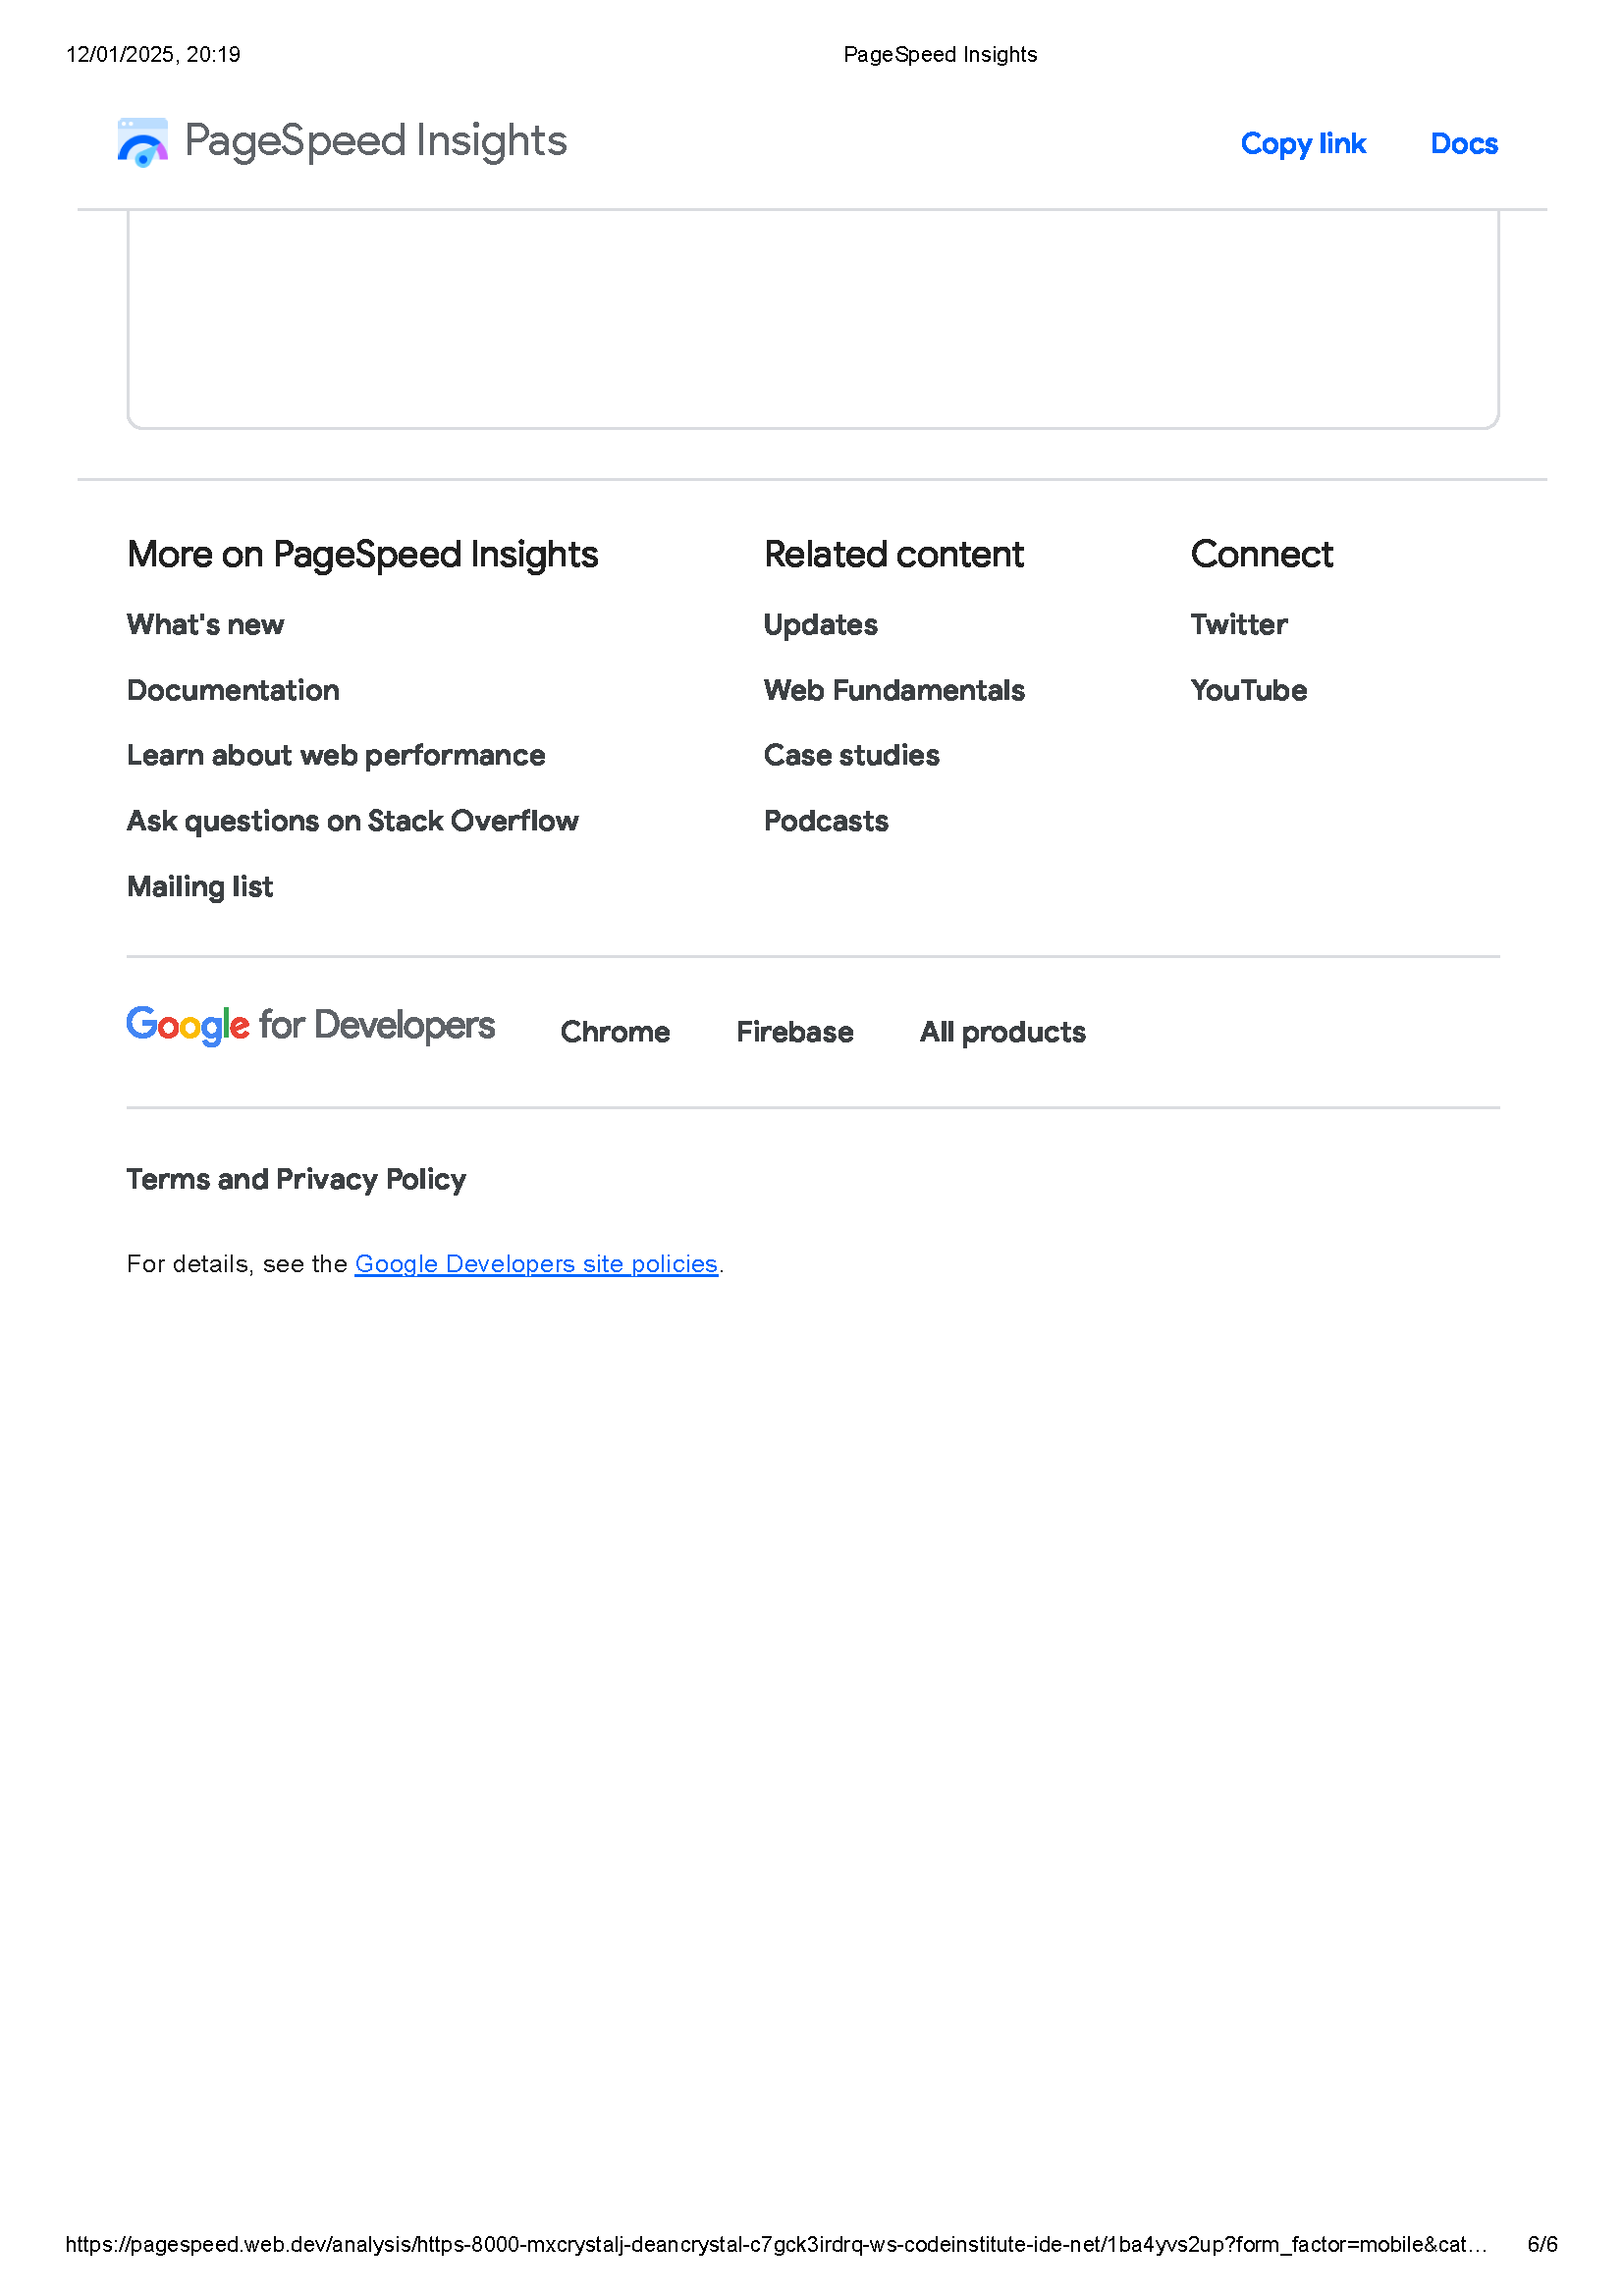 12/01/2025, 20:19 PageSpeed Insights
PageSpeed Insights Copy link Docs
More on PageSpeed Insights
What's new
Documentation
Learn about web performance
Ask questions on Stack Overflow
Mailing list
Related content
Updates
Web Fundamentals
Case studies
Podcasts
Connect
Twitter
YouTube
Google for Developers Chrome Firebase All products
Terms and Privacy Policy
For details, see the Google Developers site policies.
https://pagespeed.web.dev/analysis/https-8000-mxcrystalj-deancrystal-c7gck3irdrq-ws-codeinstitute-ide-net/1ba4yvs2up?form_factor=mobile&cat… 6/6